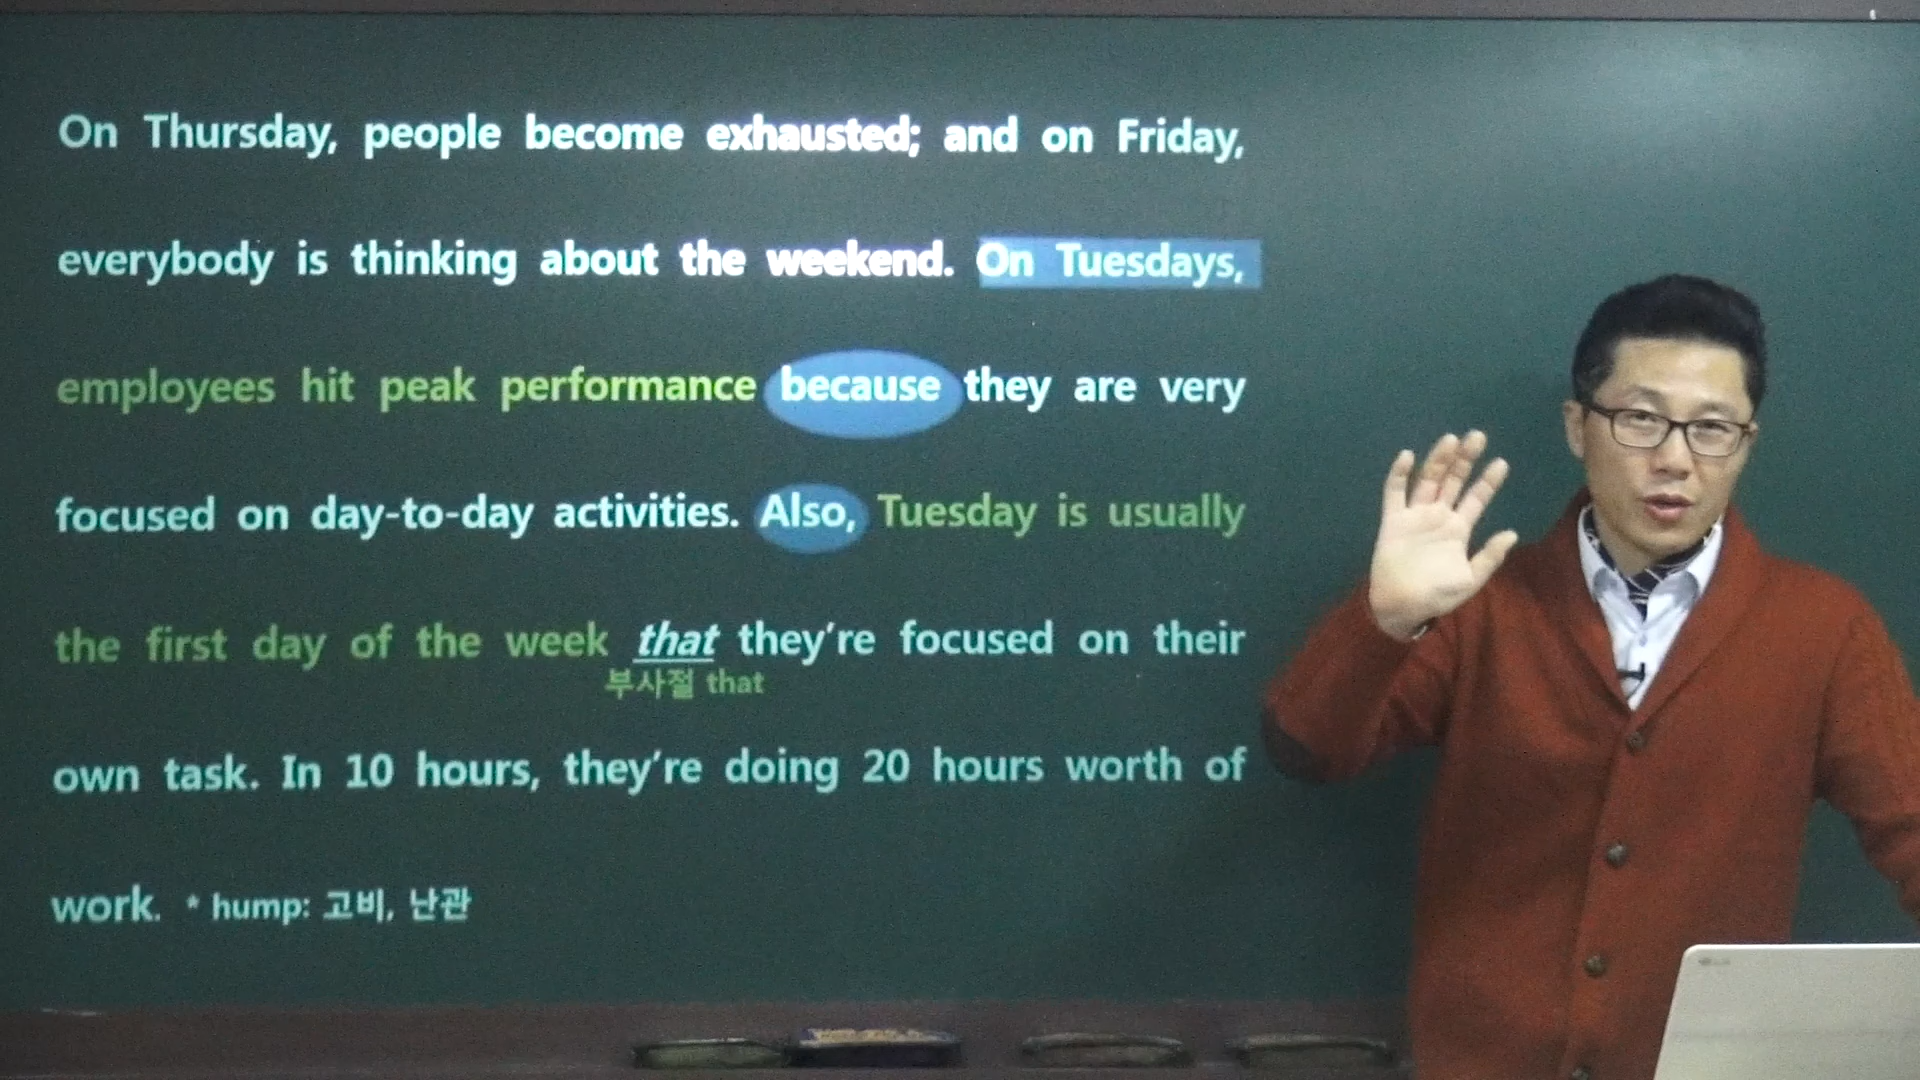 On Thursday, people become exhausted; and on Friday,
everybody is thinking about the weekend. On Tuesdays,
employees hit peak performance because they are very
focused on day-to-day activities. Also, Tuesday is usually
the first day of the week that they're focused on their
부사절 that
own task. In 10 hours, they're doing 20 hours worth of
work. * hump: 고비, 난관